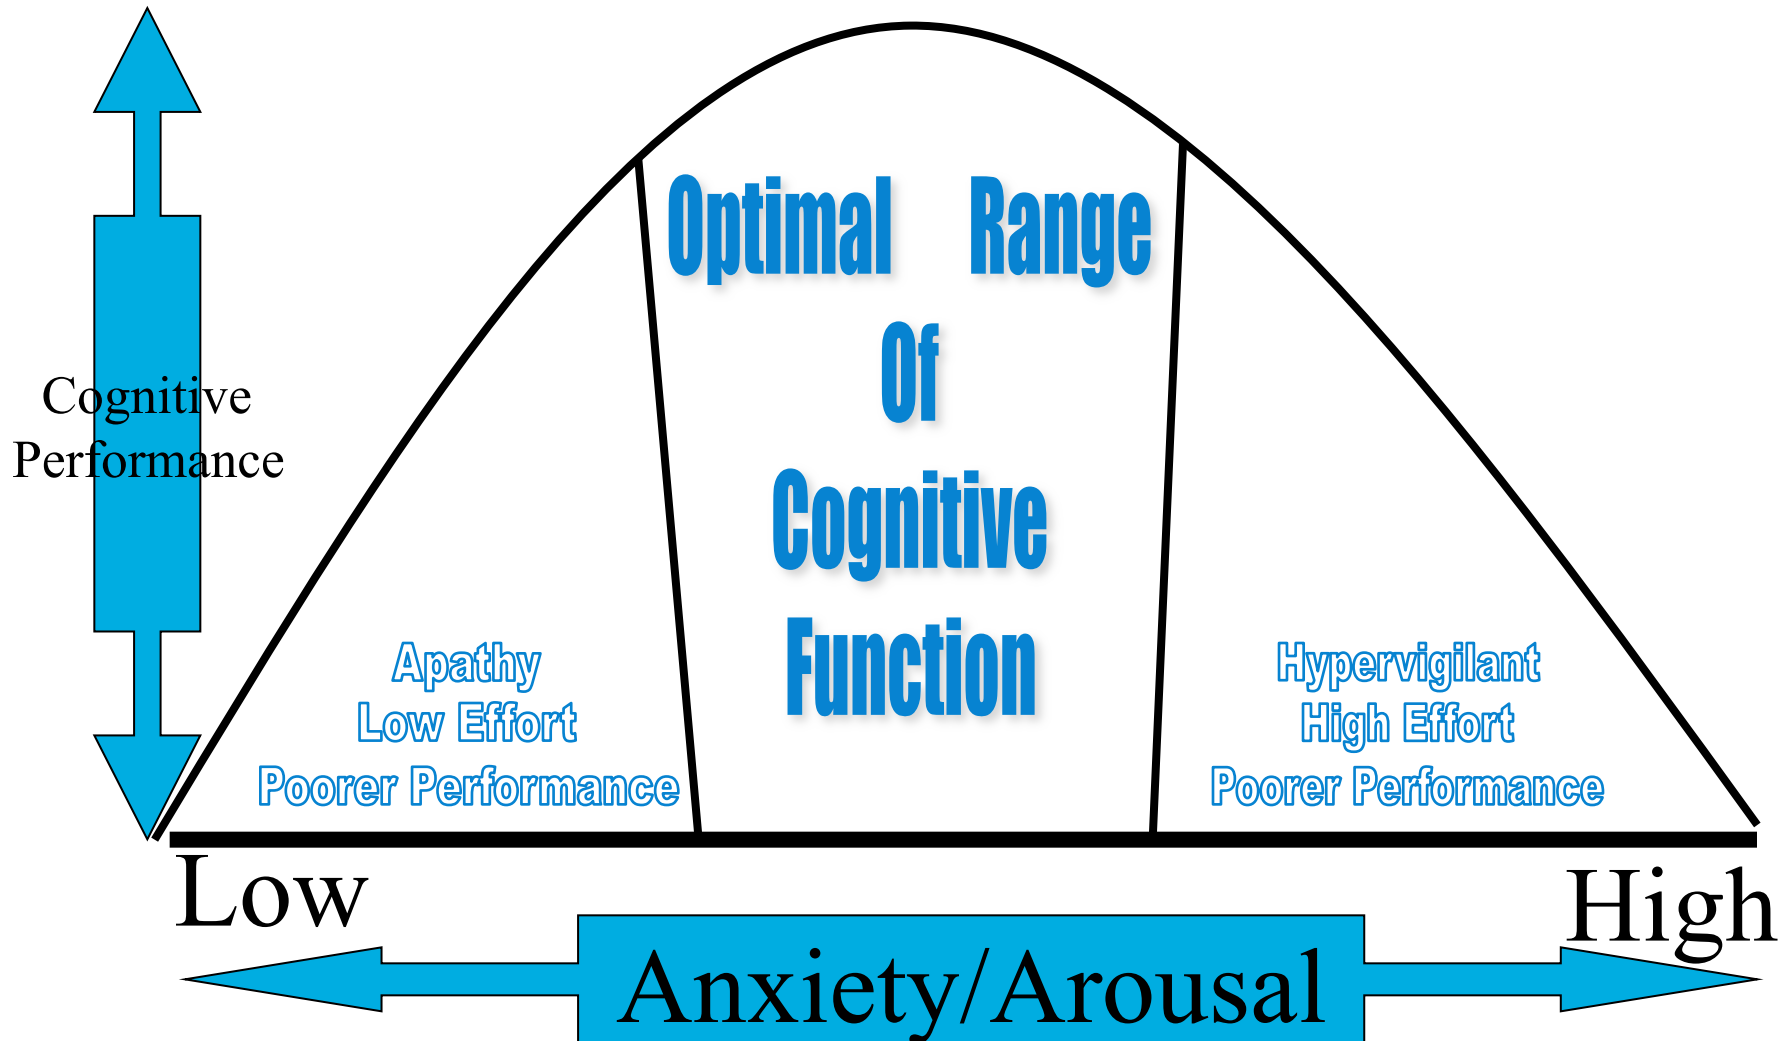 Optimal Range
Of
Cognitive
Function
Cognitive
Performance
Apathy
Low Effort
Poorer Performance
Hypervigilant
High Effort
Poorer Performance
Low
High
Anxiety/Arousal